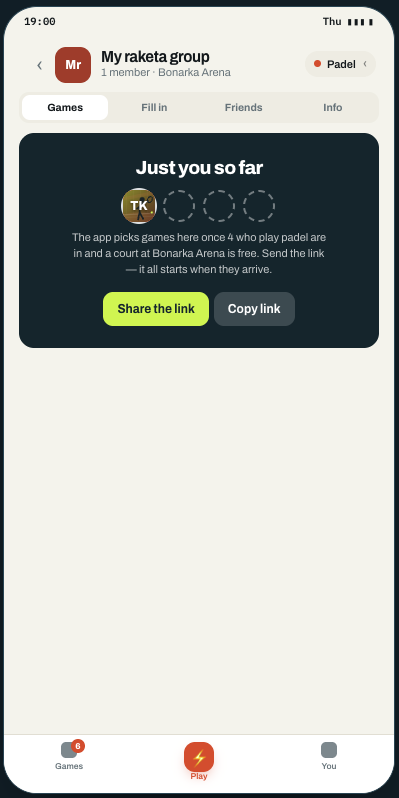 19:00
Thu
‹
Mr
My raketa group
1 member · Bonarka Arena
Padel ‹
Games
Fill in
Friends
Info
Just you so far
TK
The app picks games here once 4 who play padel are
in and a court at Bonarka Arena is free. Send the link
— it all starts when they arrive.
Share the link
Copy link
6
Games
Play
You